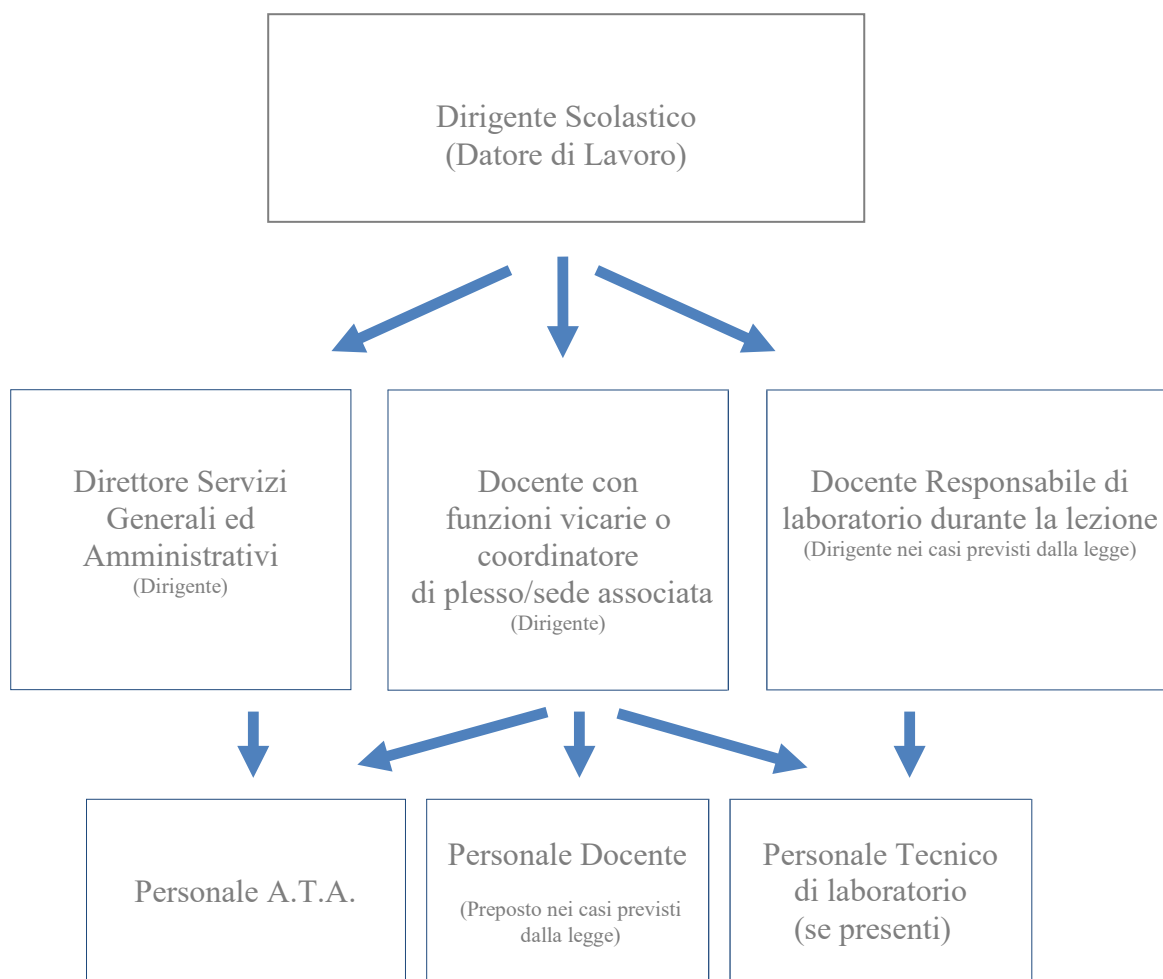 Dirigente Scolastico
(Datore di Lavoro)
Direttore Servizi
Generali ed
Amministrativi
(Dirigente)
Docente con
funzioni vicarie o
coordinatore
di plesso/sede associata
(Dirigente)
Docente Responsabile di
laboratorio durante la lezione
(Dirigente nei casi previsti dalla legge)
Personale A.T.A.
Personale Docente
(Preposto nei casi previsti
dalla legge)
Personale Tecnico
di laboratorio
(se presenti)